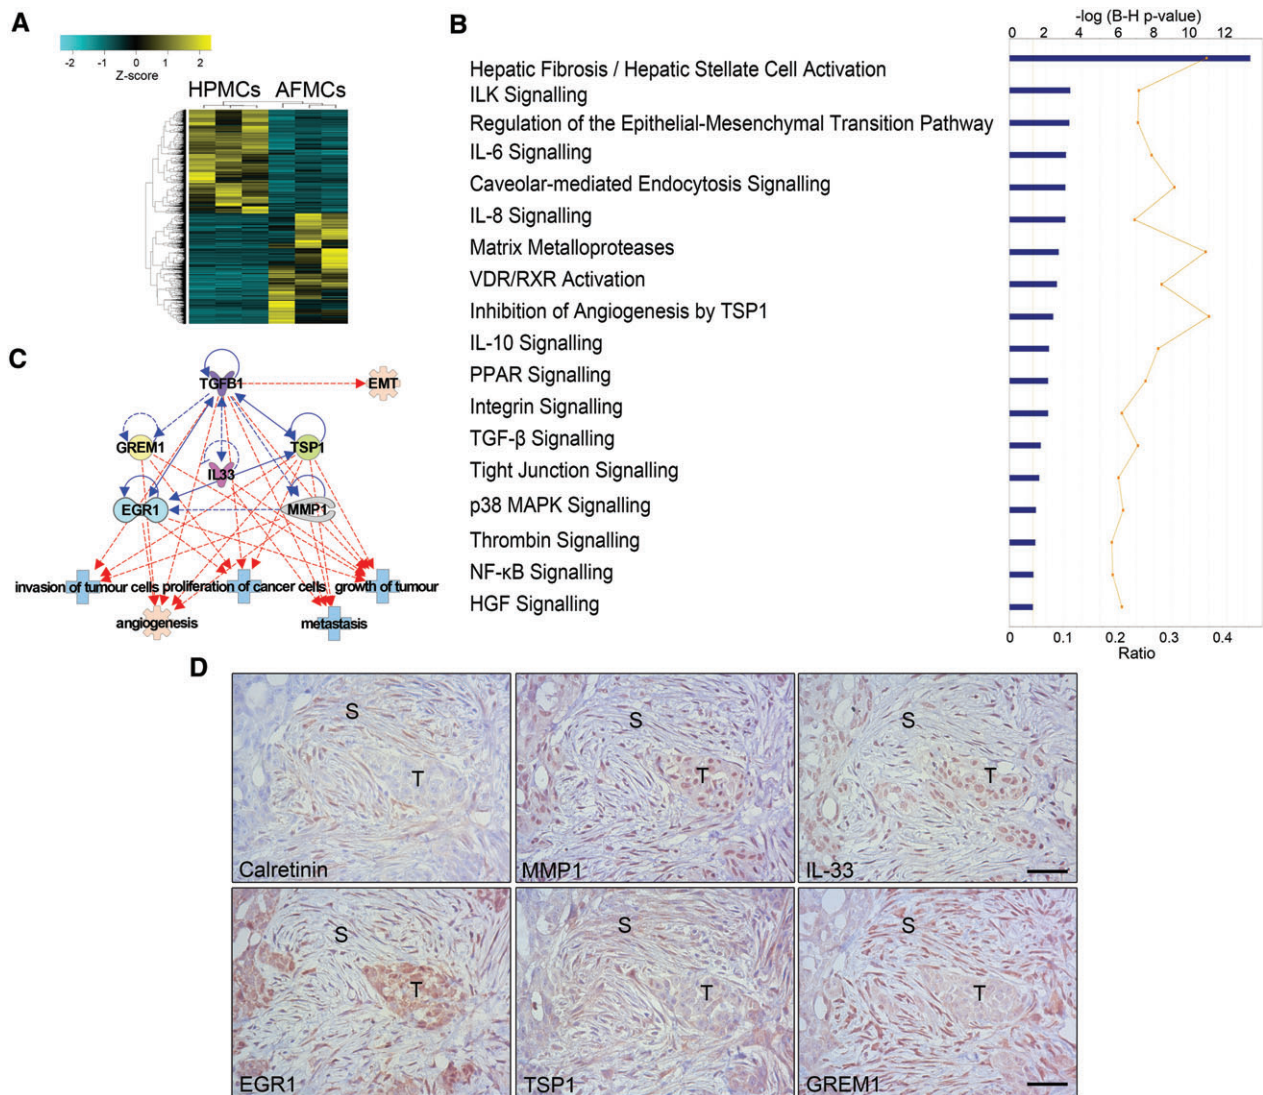 A
-2 -1 0 1 2
Z-score
HPMCs AFMCs
B
-log (B-H p-value)
0 2 4 6 8 10 12
Hepatic Fibrosis / Hepatic Stellate Cell Activation
ILK Signalling
Regulation of the Epithelial-Mesenchymal Transition Pathway
IL-6 Signalling
Caveolar-mediated Endocytosis Signalling
IL-8 Signalling
Matrix Metalloproteases
VDR/RXR Activation
Inhibition of Angiogenesis by TSP1
IL-10 Signalling
PPAR Signalling
Integrin Signalling
TGF-β Signalling
Tight Junction Signalling
p38 MAPK Signalling
Thrombin Signalling
NF-κB Signalling
HGF Signalling
0 0.1 0.2 0.3 0.4
Ratio
C
TGFB1 EMT
GREM1 TSP1
IL33
EGR1 MMP1
invasion of tumour cells proliferation of cancer cells growth of tumour
angiogenesis metastasis
D
S T Calretinin
S T MMP1
S T IL-33
S T EGR1
S T TSP1
S T GREM1